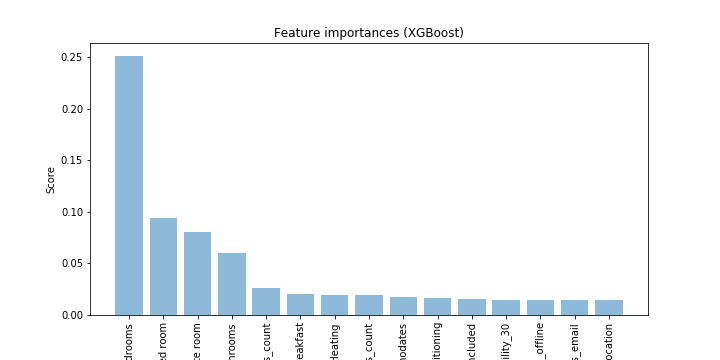 Feature importances (XGBoost)
Score
0.25
0.20
0.15
0.10
0.05
0.00
drooms
ed room
te room
hrooms
s_count
eakfast
Heating
s_count
nodates
itioning
ncluded
ility_30
_offline
s_email
ocation